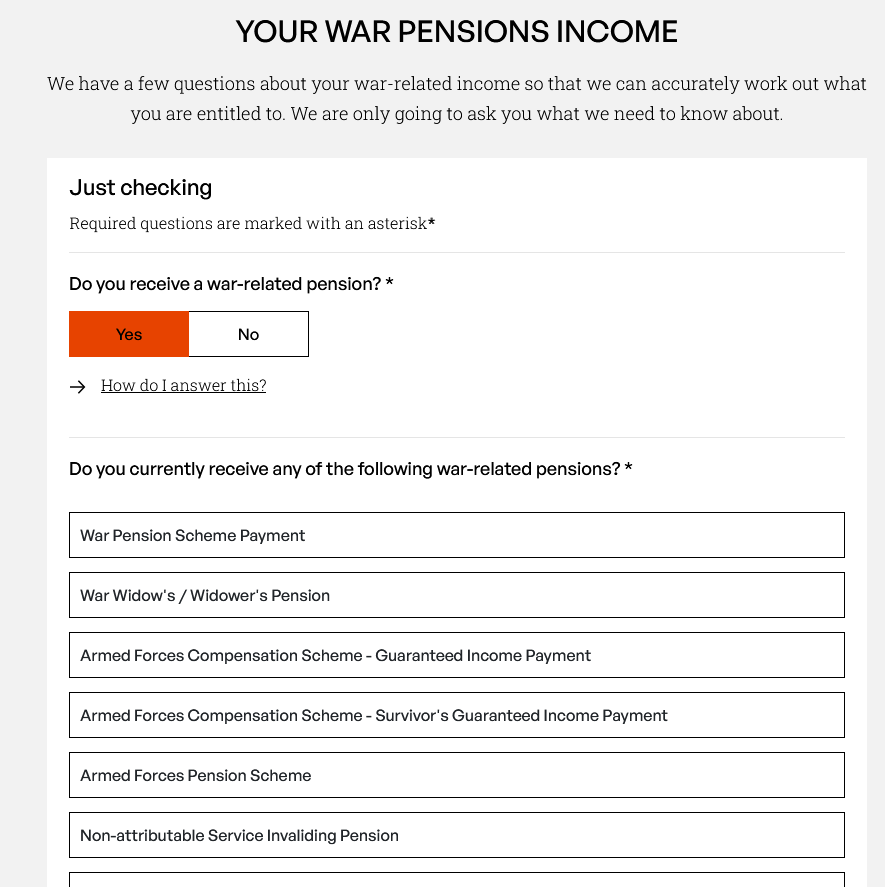 YOUR WAR PENSIONS INCOME
We have a few questions about your war-related income so that we can accurately work out what
you are entitled to. We are only going to ask you what we need to know about.
Just checking
Required questions are marked with an asterisk*
Do you receive a war-related pension? *
Yes No
How do I answer this?
Do you currently receive any of the following war-related pensions? *
War Pension Scheme Payment
War Widow's / Widower's Pension
Armed Forces Compensation Scheme - Guaranteed Income Payment
Armed Forces Compensation Scheme - Survivor's Guaranteed Income Payment
Armed Forces Pension Scheme
Non-attributable Service Invaliding Pension